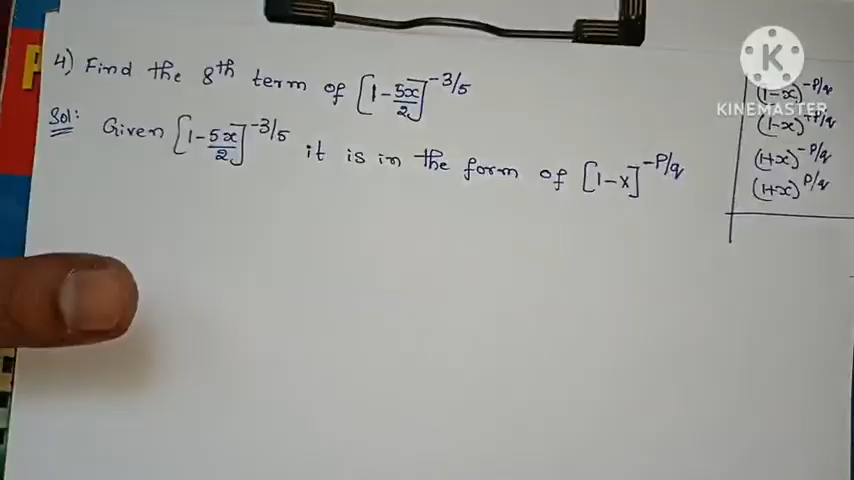 4) Find the 8th term of [1-5x/2]^-3/5
Sol: Given [1-5x/2]^-3/5 it is in the form of [1-x]^-P/q
(1-x)^-P/q
KINEMASTER
(1-x)^+P/q
(1+x)^-P/q
(1+x)^P/q
P